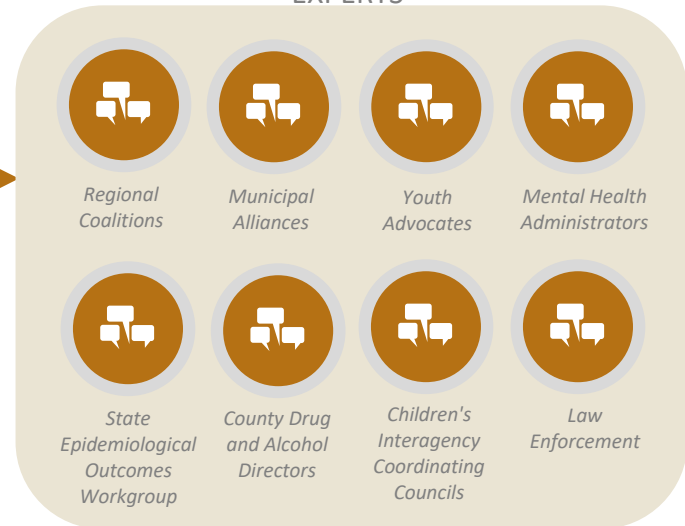 EXPERTS
Regional
Coalitions
Municipal
Alliances
Youth
Advocates
Mental Health
Administrators
State
Epidemiological
Outcomes
Workgroup
County Drug
and Alcohol
Directors
Children's
Interagency
Coordinating
Councils
Law
Enforcement